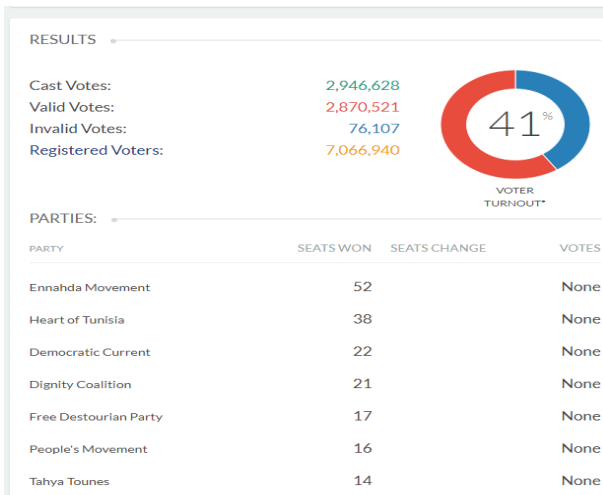 RESULTS
Cast Votes: 2,946,628
Valid Votes: 2,870,521
Invalid Votes: 76,107
Registered Voters: 7,066,940
41%
VOTER
TURNOUT*
PARTIES:
PARTY SEATS WON SEATS CHANGE VOTES
Ennahda Movement 52 None
Heart of Tunisia 38 None
Democratic Current 22 None
Dignity Coalition 21 None
Free Destourian Party 17 None
People's Movement 16 None
Tahya Tounes 14 None